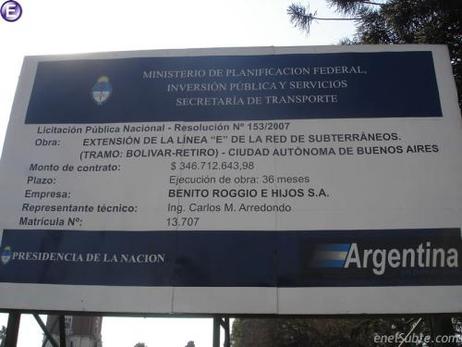 E
MINISTERIO DE PLANIFICACION FEDERAL,
INVERSIÓN PÚBLICA Y SERVICIOS
SECRETARÍA DE TRANSPORTE
Licitación Pública Nacional - Resolución Nº 153/2007
Obra: EXTENSIÓN DE LA LÍNEA "E" DE LA RED DE SUBTERRÁNEOS.
(TRAMO: BOLIVAR-RETIRO) - CIUDAD AUTÓNOMA DE BUENOS AIRES
Monto de contrato: $ 346.712.643,98
Plazo: Ejecución de obra: 36 meses
Empresa: BENITO ROGGIO E HIJOS S.A.
Representante técnico: Ing. Carlos M. Arredondo
Matrícula Nº: 13.707
PRESIDENCIA DE LA NACION
Argentina
enelSubte.com